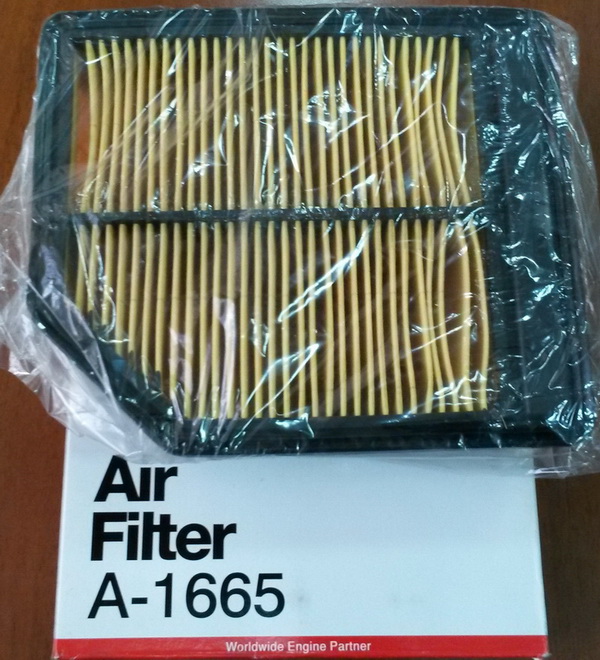 Air
Filter
A-1665
Worldwide Engine Partner